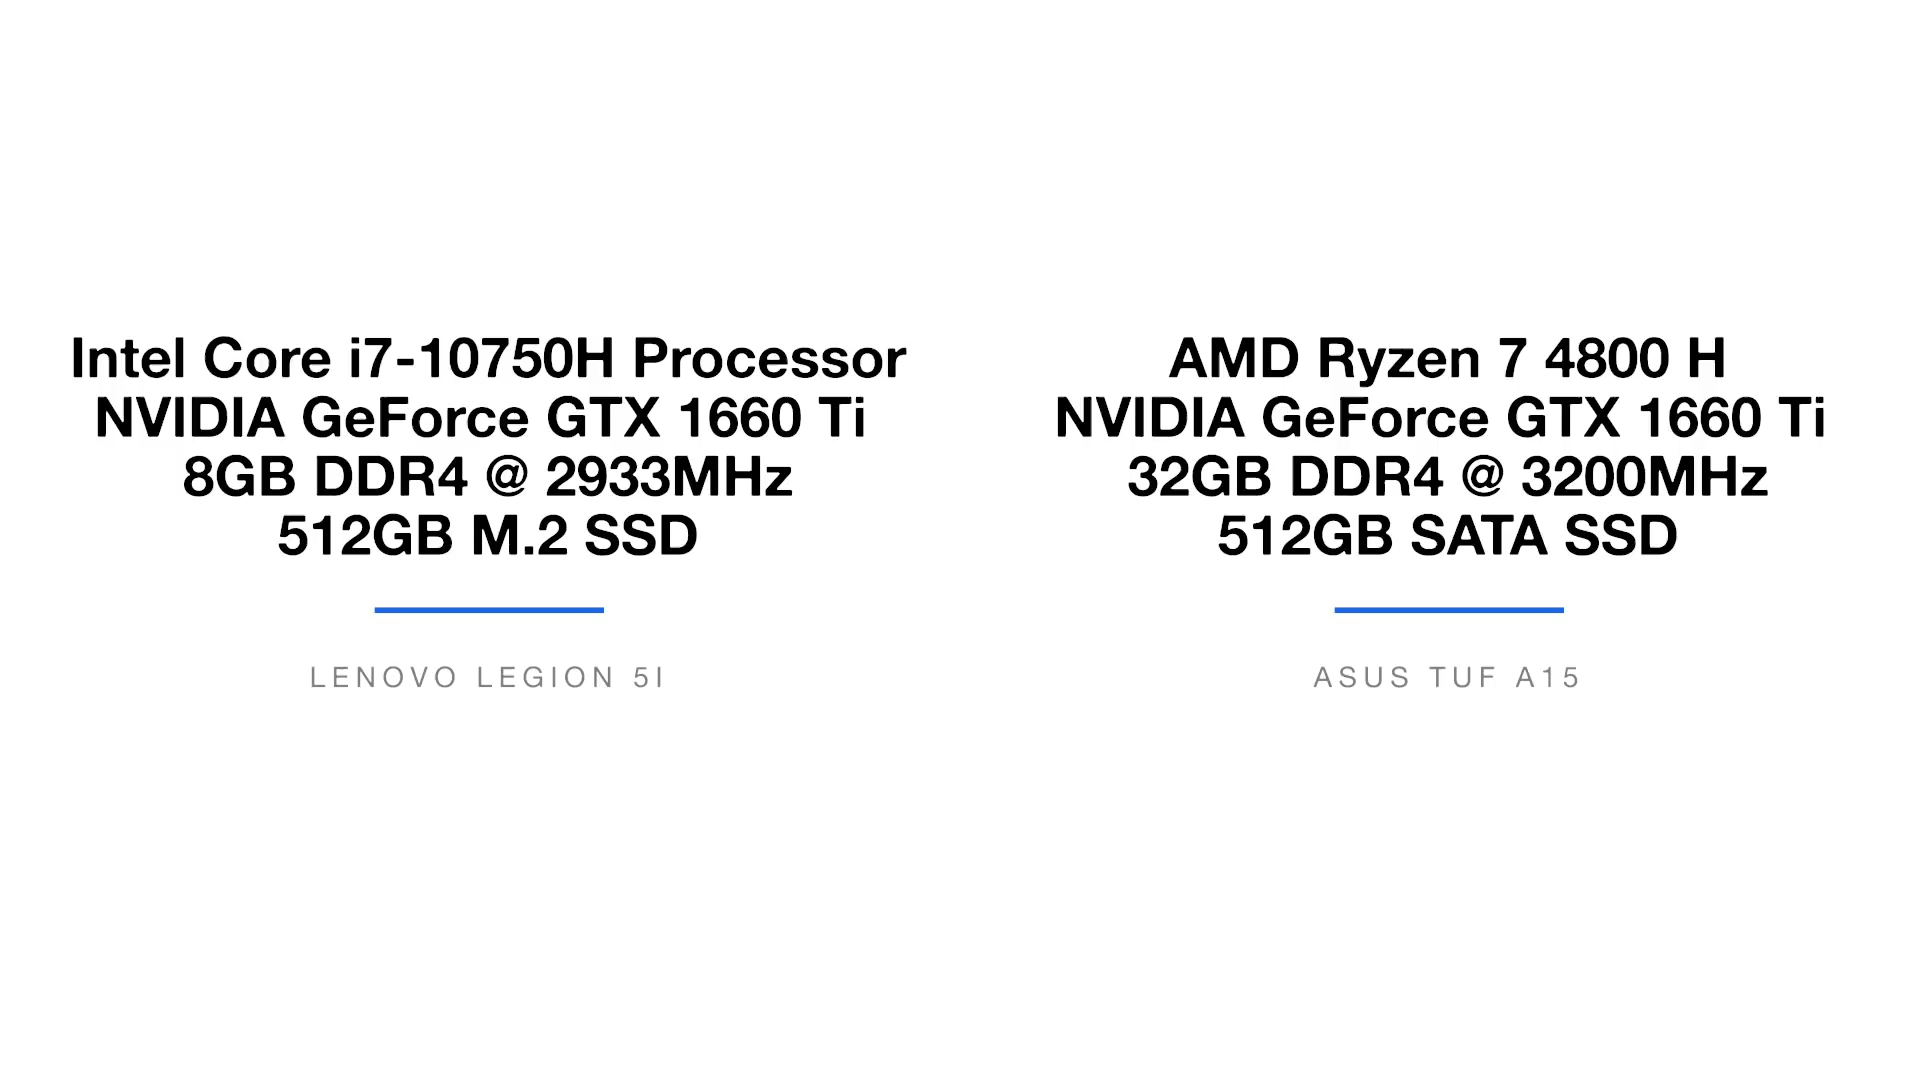 Intel Core i7-10750H Processor
NVIDIA GeForce GTX 1660 Ti
8GB DDR4 @ 2933MHz
512GB M.2 SSD
LENOVO LEGION 5I
AMD Ryzen 7 4800 H
NVIDIA GeForce GTX 1660 Ti
32GB DDR4 @ 3200MHz
512GB SATA SSD
ASUS TUF A15